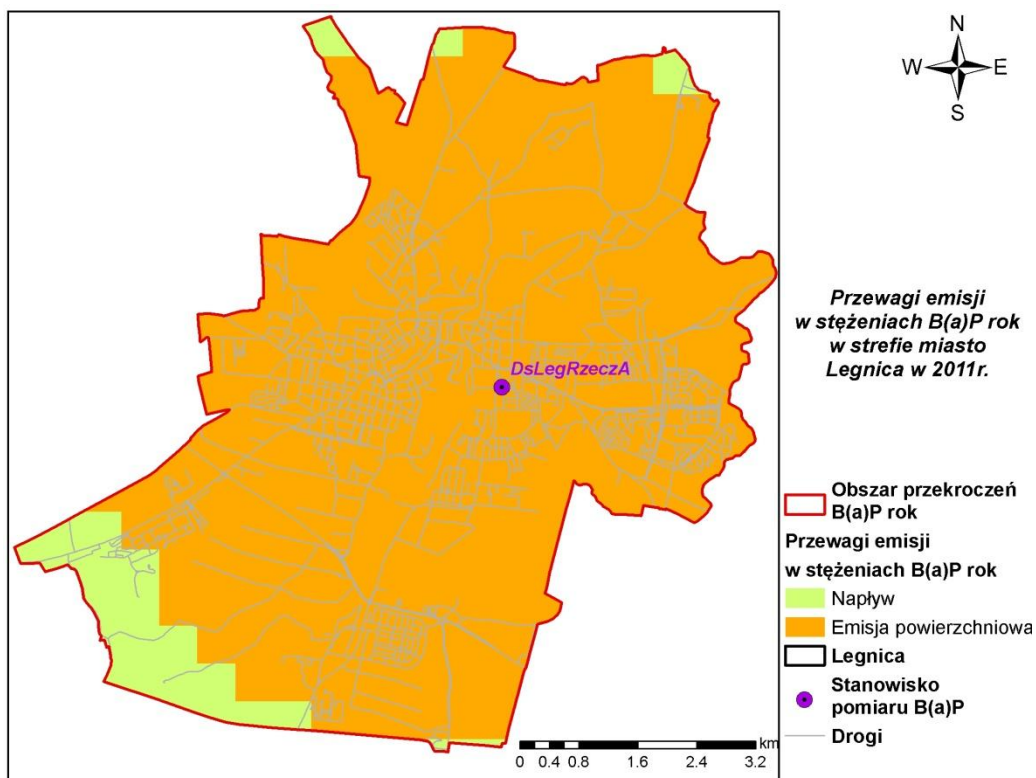 N
W E
S
Przewagi emisji
w stężeniach B(a)P rok
w strefie miasto
Legnica w 2011r.
DsLegRzeczA
Obszar przekroczeń
B(a)P rok
Przewagi emisji
w stężeniach B(a)P rok
Napływ
Emisja powierzchniowa
Legnica
Stanowisko
pomiaru B(a)P
Drogi
km
0 0.4 0.8 1.6 2.4 3.2